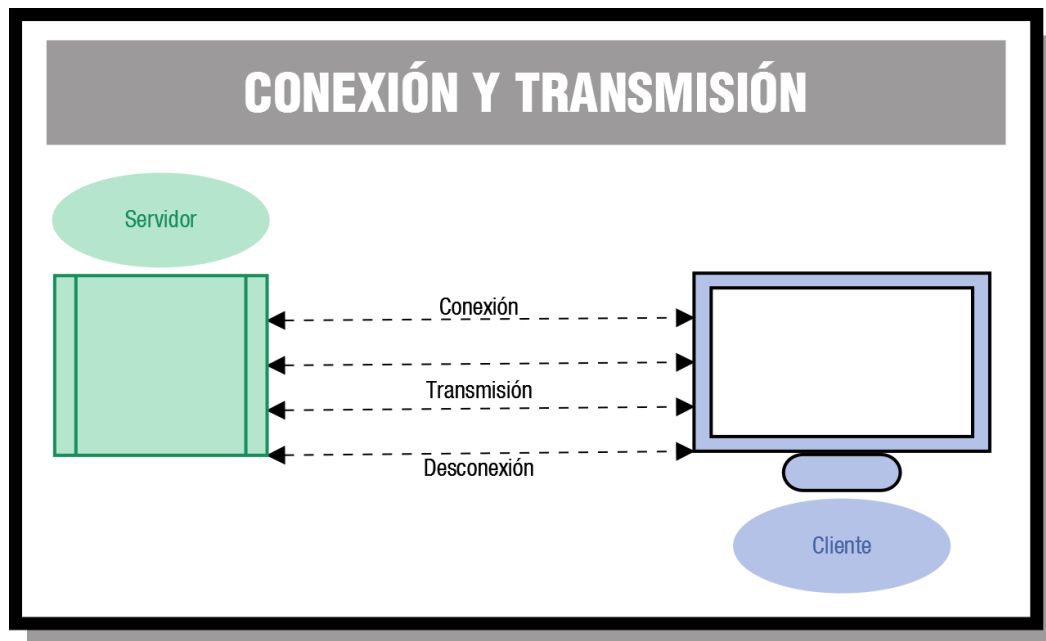 CONEXIÓN Y TRANSMISIÓN
Servidor
Conexión
Transmisión
Desconexión
Cliente